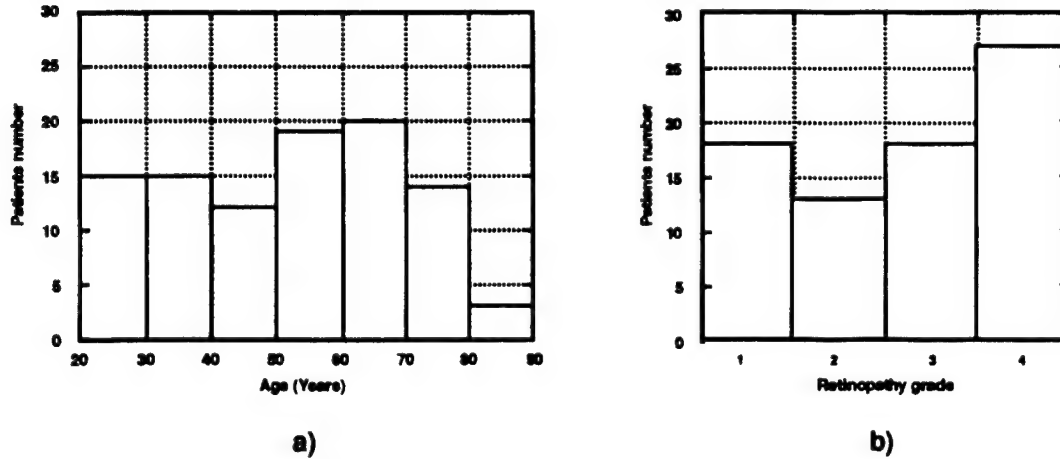 30
25
20
15
10
5
0
Patients number
20 30 40 50 60 70 80 90
Age (Years)
a)
30
25
20
15
10
5
0
Patients number
1 2 3 4
Retinopathy grade
b)